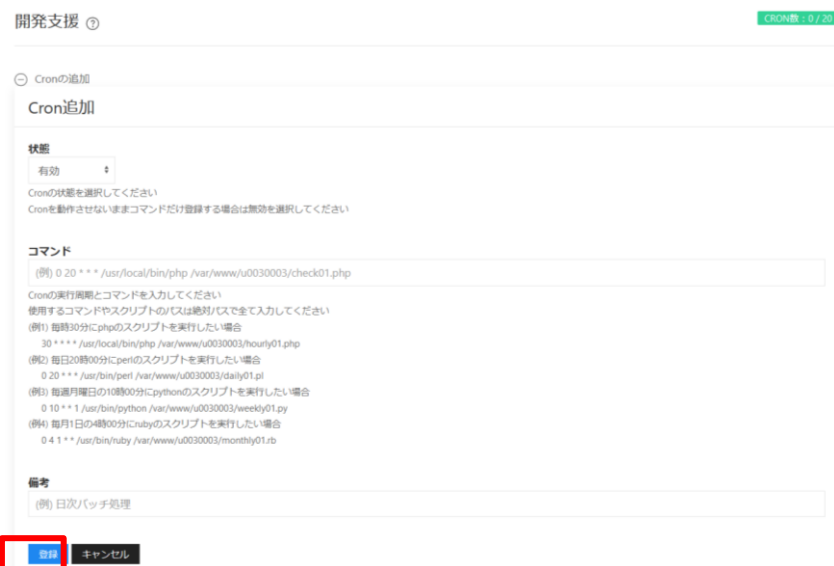 開発支援 ?
CRON数：0 / 20
Cronの追加
Cron追加
状態
有効
Cronの状態を選択してください
Cronを動作させないままコマンドだけ登録する場合は無効を選択してください
コマンド
(例) 0 20 * * * /usr/local/bin/php /var/www/u0030003/check01.php
Cronの実行周期とコマンドを入力してください
使用するコマンドやスクリプトのパスは絶対パスで全て入力してください
(例1) 毎時30分にphpのスクリプトを実行したい場合
30 * * * * /usr/local/bin/php /var/www/u0030003/hourly01.php
(例2) 毎日20時00分にperlのスクリプトを実行したい場合
0 20 * * * /usr/bin/perl /var/www/u0030003/daily01.pl
(例3) 毎週月曜日の10時00分にpythonのスクリプトを実行したい場合
0 10 * * 1 /usr/bin/python /var/www/u0030003/weekly01.py
(例4) 毎月1日の4時00分にrubyのスクリプトを実行したい場合
0 4 1 * * /usr/bin/ruby /var/www/u0030003/monthly01.rb
備考
(例) 日次バッチ処理
登録 キャンセル